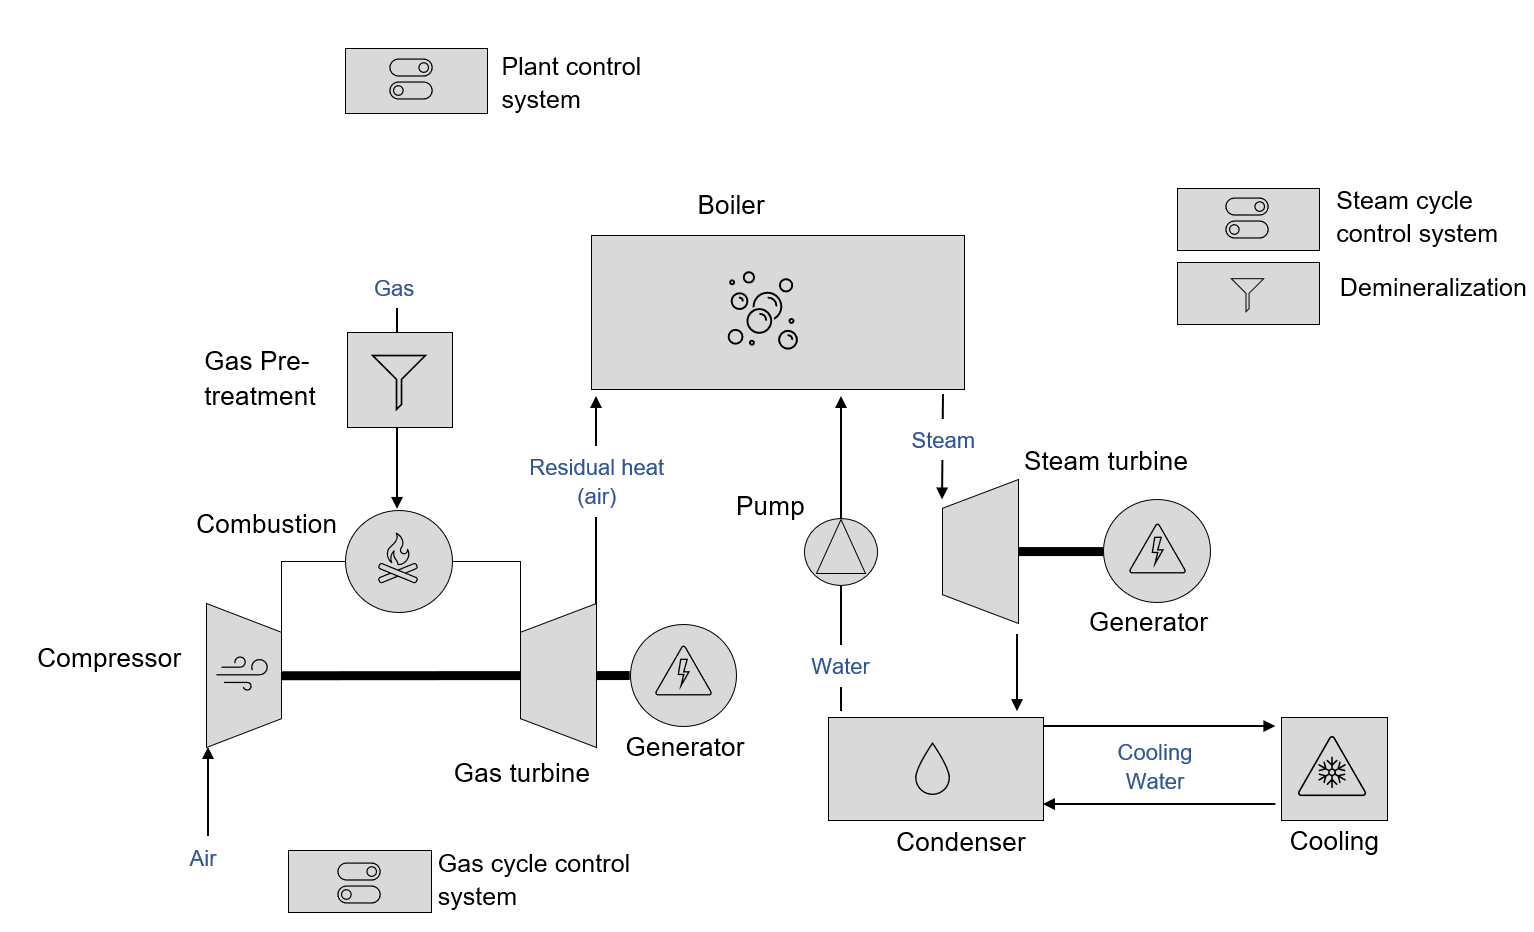 Plant control
system
Boiler
Steam cycle
control system
Demineralization
Gas
Gas Pre-
treatment
Residual heat
(air)
Steam
Steam turbine
Pump
Combustion
Generator
Compressor
Water
Generator
Gas turbine
Cooling
Water
Condenser
Cooling
Air
Gas cycle control
system